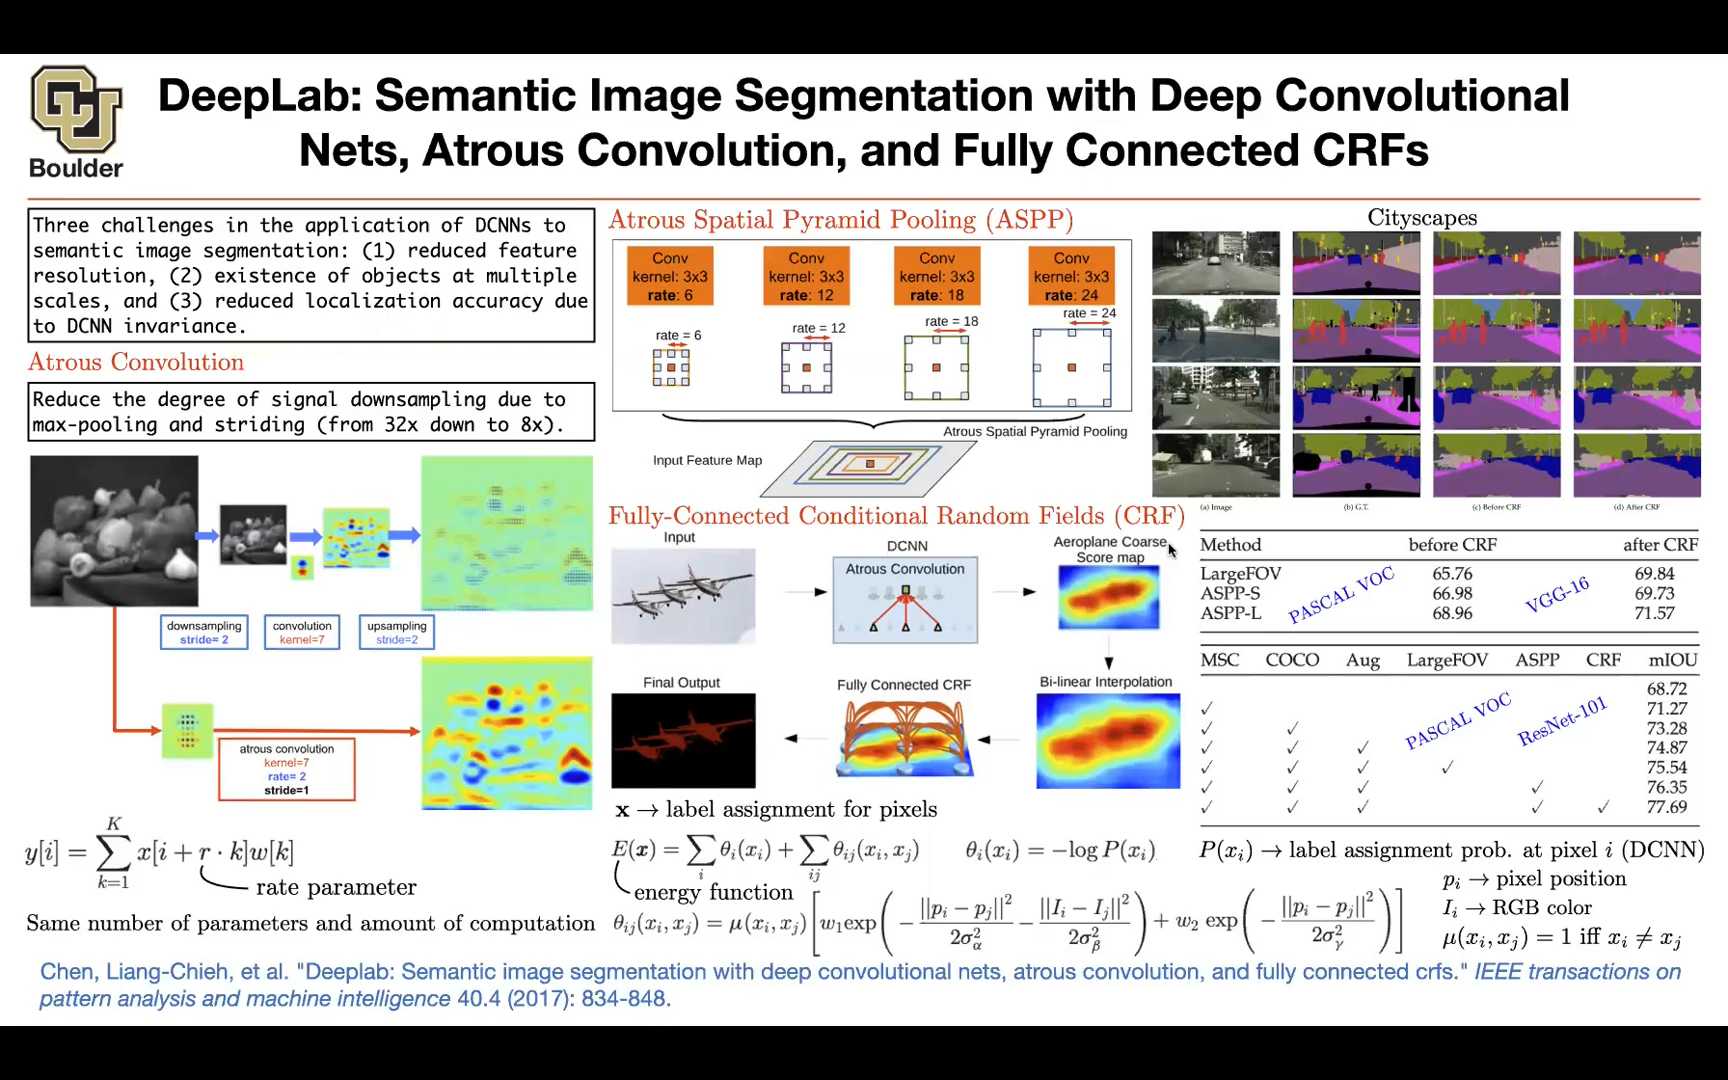 DeepLab: Semantic Image Segmentation with Deep Convolutional
Nets, Atrous Convolution, and Fully Connected CRFs
CU
Boulder
Three challenges in the application of DCNNs to
semantic image segmentation: (1) reduced feature
resolution, (2) existence of objects at multiple
scales, and (3) reduced localization accuracy due
to DCNN invariance.
Atrous Convolution
Reduce the degree of signal downsampling due to
max-pooling and striding (from 32x down to 8x).
downsampling
stride= 2
convolution
kernel=7
upsampling
stride=2
atrous convolution
kernel=7
rate= 2
stride=1
y[i] = ∑_{k=1}^{K} x[i + r · k]w[k]
rate parameter
Same number of parameters and amount of computation
Atrous Spatial Pyramid Pooling (ASPP)
Conv
kernel: 3x3
rate: 6
Conv
kernel: 3x3
rate: 12
Conv
kernel: 3x3
rate: 18
Conv
kernel: 3x3
rate: 24
rate = 6
rate = 12
rate = 18
rate = 24
Atrous Spatial Pyramid Pooling
Input Feature Map
Fully-Connected Conditional Random Fields (CRF)
Input
DCNN
Atrous Convolution
Aeroplane Coarse
Score map
Final Output
Fully Connected CRF
Bi-linear Interpolation
x → label assignment for pixels
E(x) = ∑_i θ_i(x_i) + ∑_{ij} θ_{ij}(x_i, x_j)
θ_i(x_i) = −log P(x_i)
energy function
θ_{ij}(x_i, x_j) = μ(x_i, x_j) [ w_1 exp( − ||p_i − p_j||² / 2σ_α² − ||I_i − I_j||² / 2σ_β² ) + w_2 exp( − ||p_i − p_j||² / 2σ_γ² ) ]
Cityscapes
(a) Image (b) G.T. (c) Before CRF (d) After CRF
Method before CRF after CRF
LargeFOV 65.76 69.84
ASPP-S 66.98 69.73
ASPP-L 68.96 71.57
PASCAL VOC
VGG-16
MSC COCO Aug LargeFOV ASPP CRF mIOU
68.72
✓ 71.27
✓ ✓ 73.28
✓ ✓ ✓ 74.87
✓ ✓ ✓ ✓ 75.54
✓ ✓ ✓ ✓ 76.35
✓ ✓ ✓ ✓ ✓ 77.69
PASCAL VOC
ResNet-101
P(x_i) → label assignment prob. at pixel i (DCNN)
p_i → pixel position
I_i → RGB color
μ(x_i, x_j) = 1 iff x_i ≠ x_j
Chen, Liang-Chieh, et al. "Deeplab: Semantic image segmentation with deep convolutional nets, atrous convolution, and fully connected crfs." IEEE transactions on
pattern analysis and machine intelligence 40.4 (2017): 834-848.